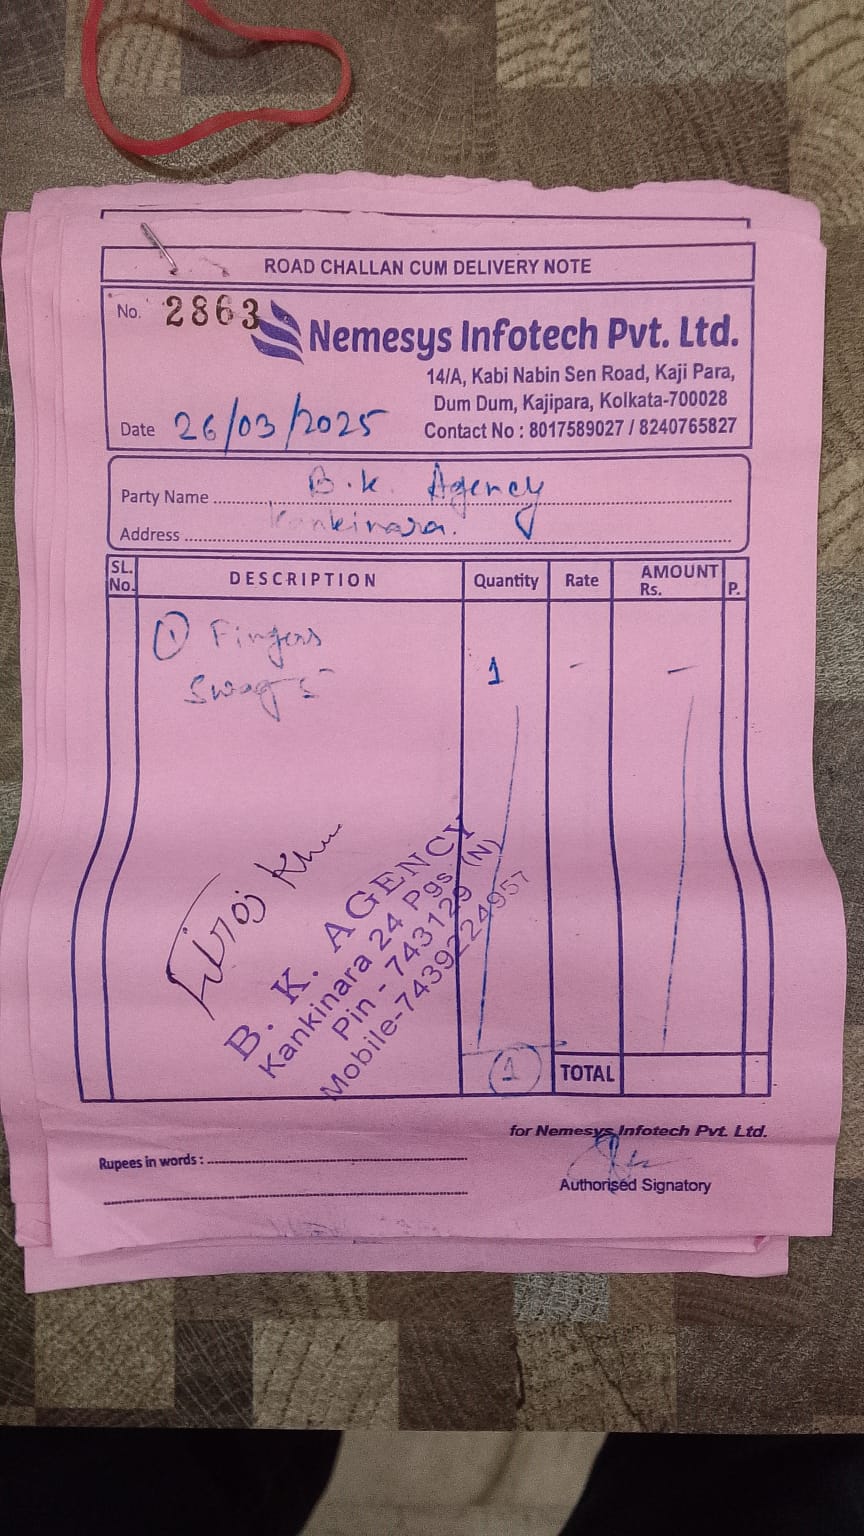 ROAD CHALLAN CUM DELIVERY NOTE
No. 2863
Nemesys Infotech Pvt. Ltd.
14/A, Kabi Nabin Sen Road, Kaji Para,
Dum Dum, Kajipara, Kolkata-700028
Contact No : 8017589027 / 8240765827
Date 26/03/2025
Party Name B.K. Agency
Address Kankinara.
SL. No. DESCRIPTION Quantity Rate AMOUNT Rs. P.
① Fingers
Swag 5 1 - -
Firoj Khan
B. K. AGENCY
Kankinara 24 Pgs (N)
Pin - 743129
Mobile-7439224957
1 TOTAL
for Nemesys Infotech Pvt. Ltd.
Rupees in words :
Authorised Signatory